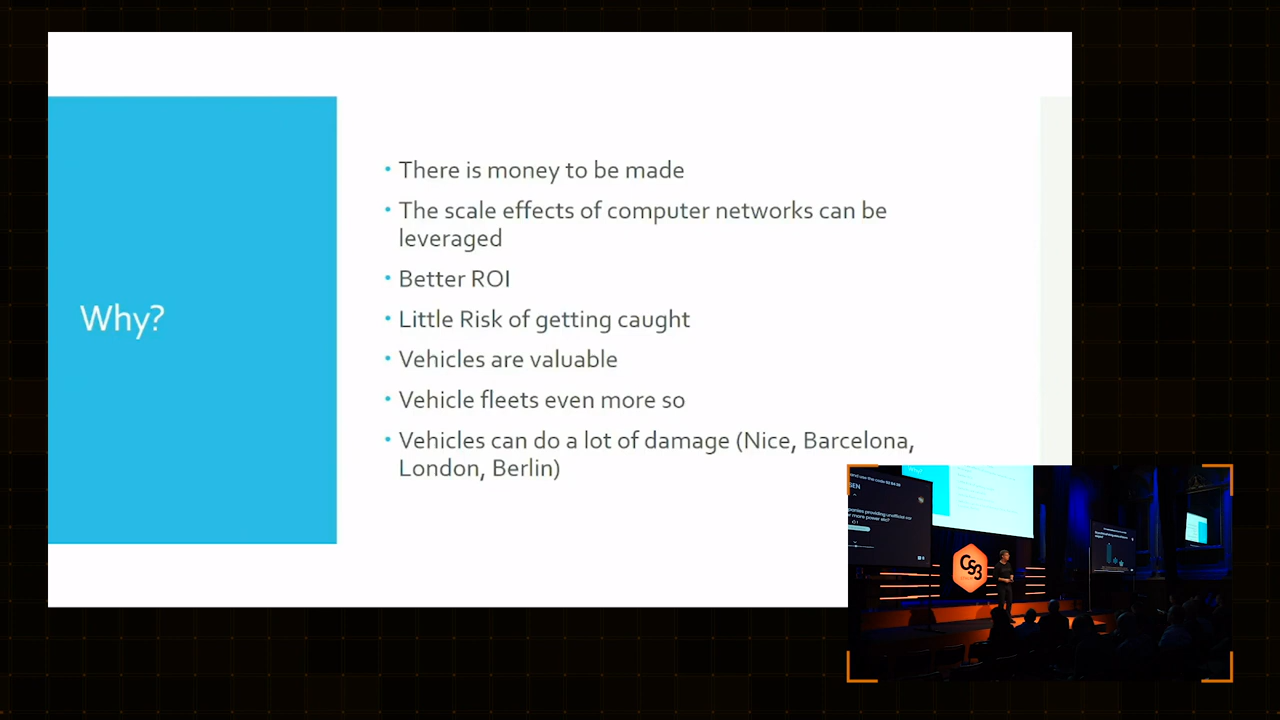 Why?
• There is money to be made
• The scale effects of computer networks can be
leveraged
• Better ROI
• Little Risk of getting caught
• Vehicles are valuable
• Vehicle fleets even more so
• Vehicles can do a lot of damage (Nice, Barcelona,
London, Berlin)
CS3